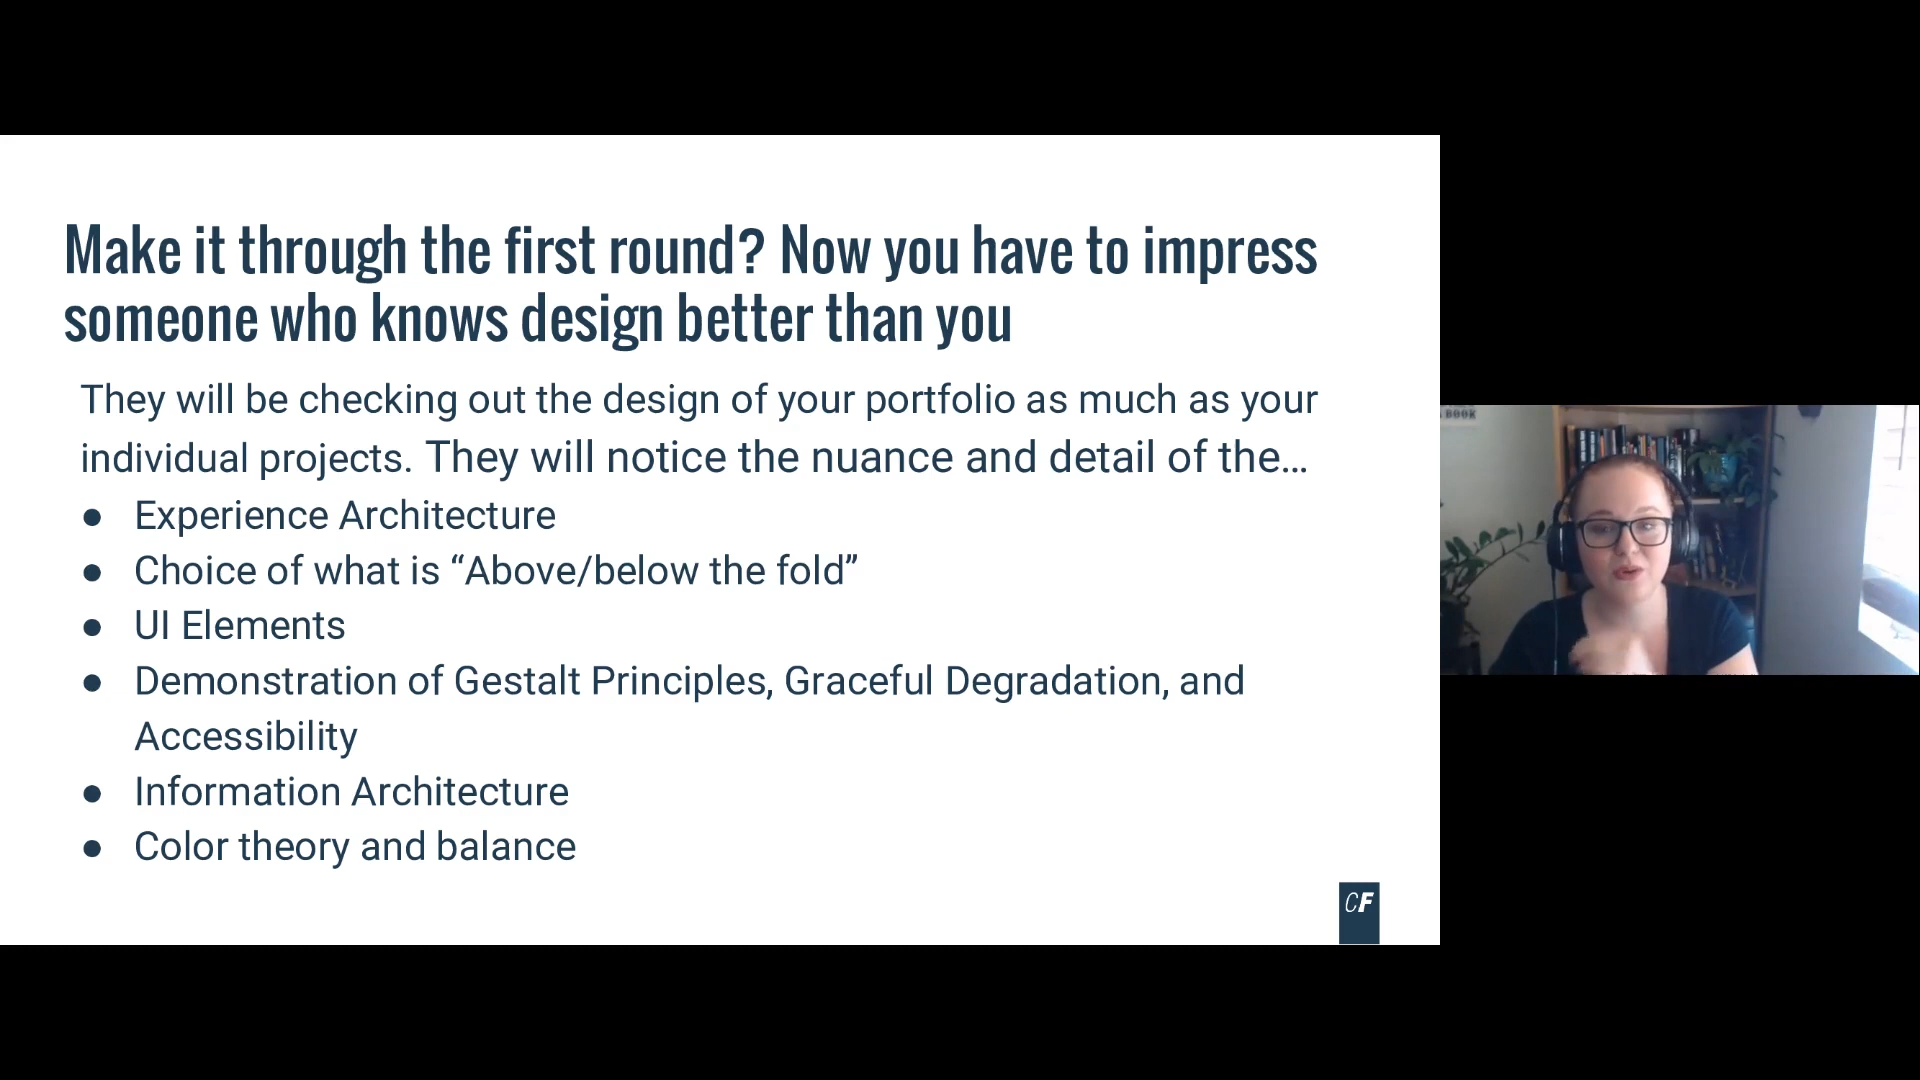 Make it through the first round? Now you have to impress
someone who knows design better than you
They will be checking out the design of your portfolio as much as your
individual projects. They will notice the nuance and detail of the…
● Experience Architecture
● Choice of what is “Above/below the fold”
● UI Elements
● Demonstration of Gestalt Principles, Graceful Degradation, and
Accessibility
● Information Architecture
● Color theory and balance
CF
BOOK